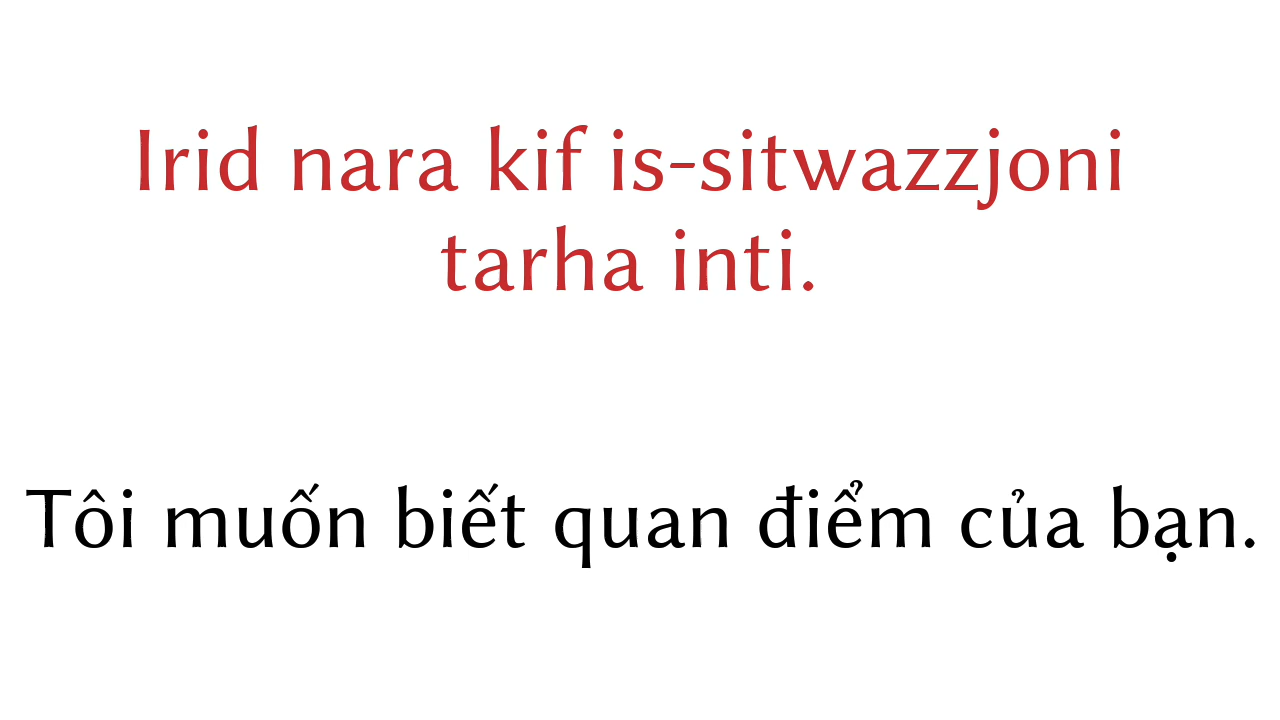 Irid nara kif is-sitwazzjoni
tarha inti.
Tôi muốn biết quan điểm của bạn.